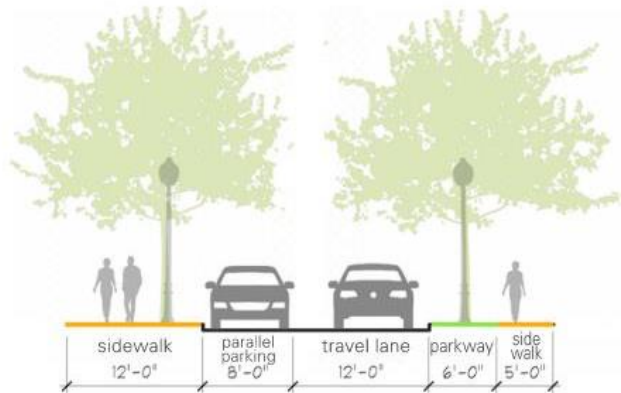 sidewalk
12'-0"
parallel
parking
8'-0"
travel lane
12'-0"
parkway
6'-0"
side
walk
5'-0"